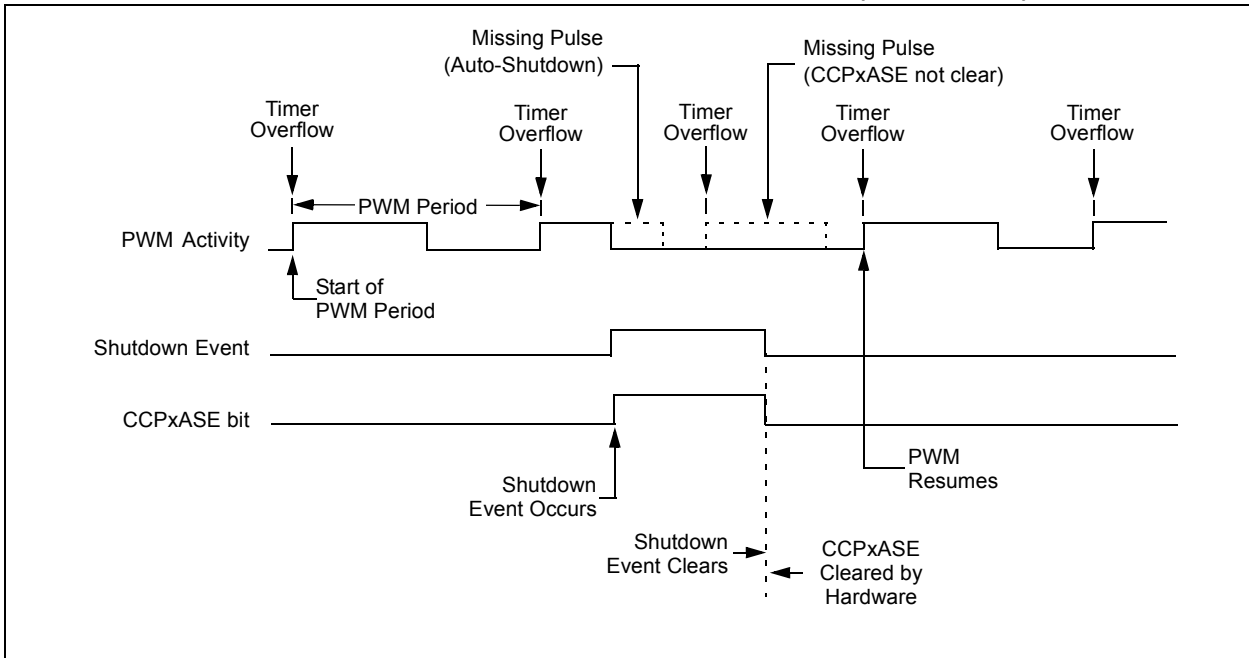 Missing Pulse
(Auto-Shutdown)
Missing Pulse
(CCPxASE not clear)
Timer
Overflow
Timer
Overflow
Timer
Overflow
Timer
Overflow
Timer
Overflow
PWM Period
PWM Activity
Start of
PWM Period
Shutdown Event
CCPxASE bit
Shutdown
Event Occurs
PWM
Resumes
Shutdown
Event Clears
CCPxASE
Cleared by
Hardware